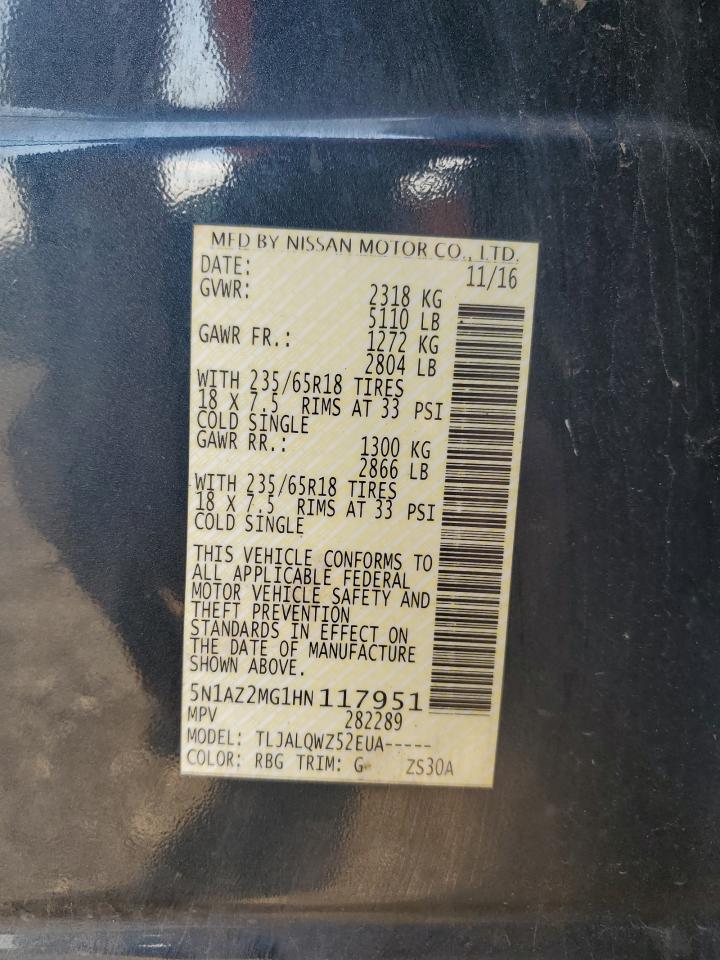 MFD BY NISSAN MOTOR CO., LTD.
DATE: 11/16
GVWR: 2318 KG
5110 LB
GAWR FR.: 1272 KG
2804 LB
WITH 235/65R18 TIRES
18 X 7.5 RIMS AT 33 PSI
COLD SINGLE
GAWR RR.: 1300 KG
2866 LB
WITH 235/65R18 TIRES
18 X 7.5 RIMS AT 33 PSI
COLD SINGLE
THIS VEHICLE CONFORMS TO
ALL APPLICABLE FEDERAL
MOTOR VEHICLE SAFETY AND
THEFT PREVENTION
STANDARDS IN EFFECT ON
THE DATE OF MANUFACTURE
SHOWN ABOVE.
5N1AZ2MG1HN117951
MPV 282289
MODEL: TLJALQWZ52EUA-----
COLOR: RBG TRIM: G ZS30A